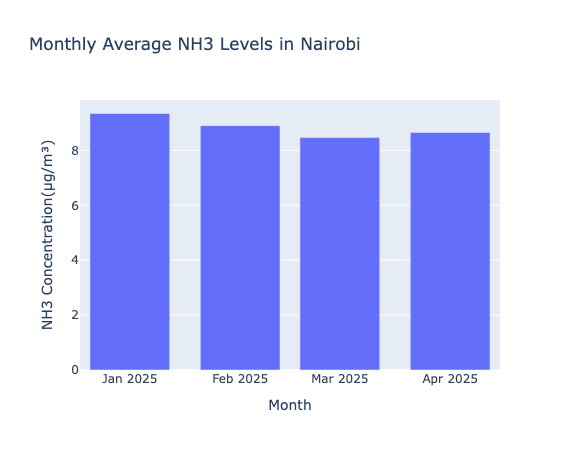 Monthly Average NH3 Levels in Nairobi
NH3 Concentration(µg/m³)
8
6
4
2
0
Jan 2025 Feb 2025 Mar 2025 Apr 2025
Month